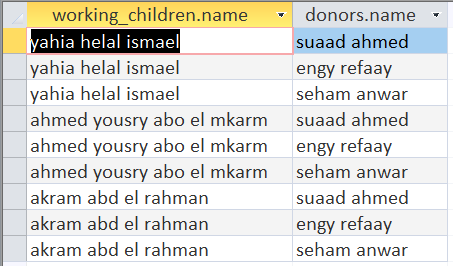 working_children.name donors.name
yahia helal ismael suaad ahmed
yahia helal ismael engy refaay
yahia helal ismael seham anwar
ahmed yousry abo el mkarm suaad ahmed
ahmed yousry abo el mkarm engy refaay
ahmed yousry abo el mkarm seham anwar
akram abd el rahman suaad ahmed
akram abd el rahman engy refaay
akram abd el rahman seham anwar